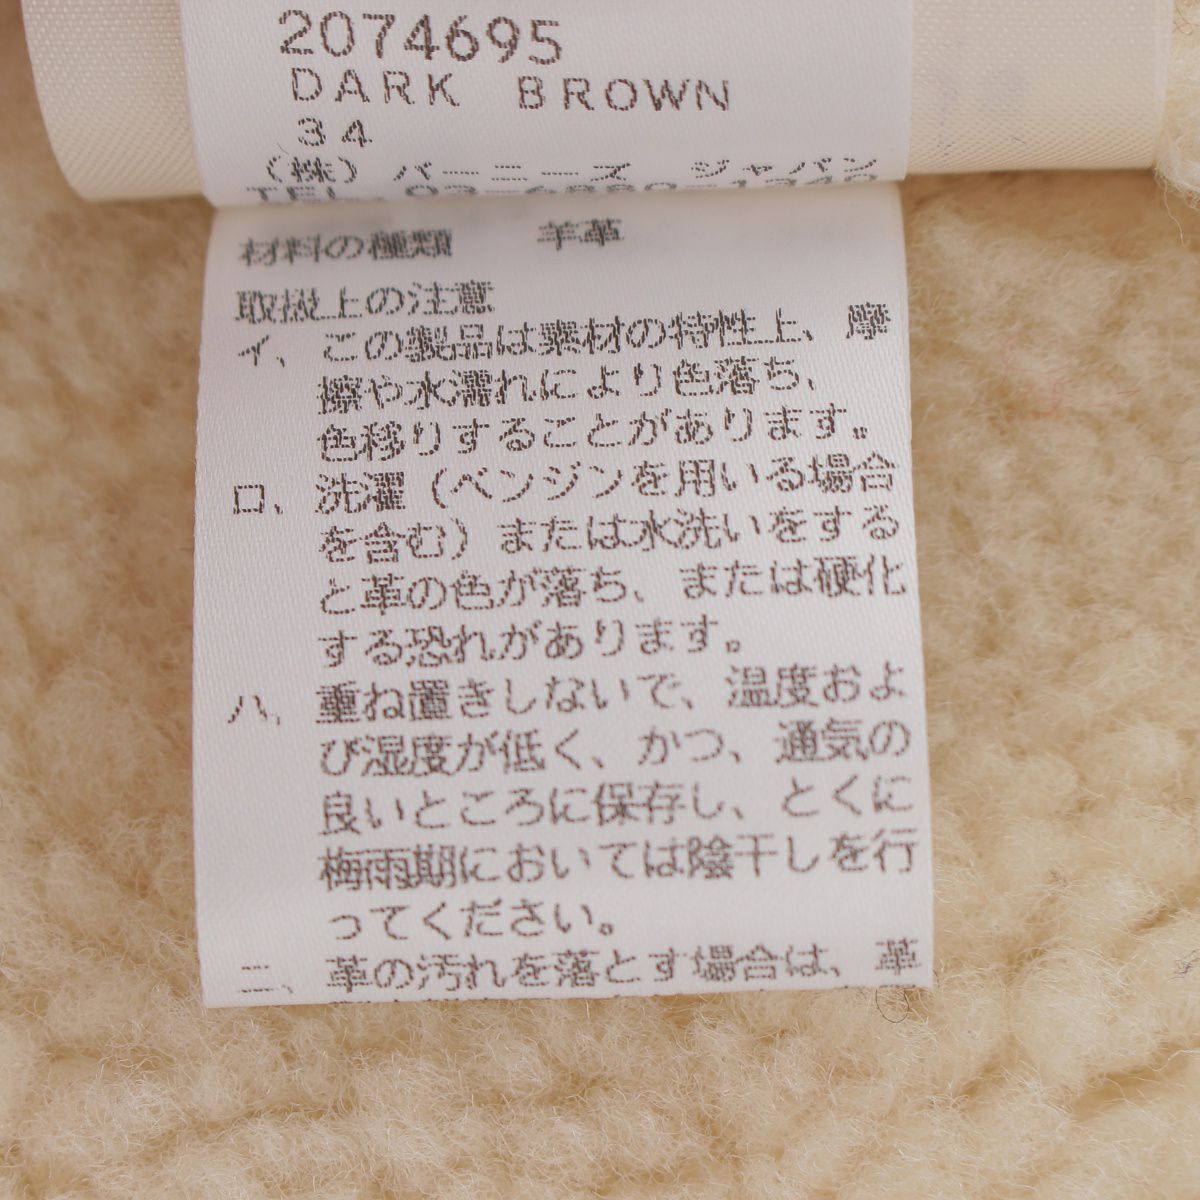 2074695
DARK BROWN
34
(株) バーニーズ ジャパン
TEL.03-6880-1340
材料の種類 羊革
取扱上の注意
イ、この製品は素材の特性上、摩
擦や水濡れにより色落ち、
色移りすることがあります。
ロ、洗濯(ベンジンを用いる場合
を含む)または水洗いをする
と革の色が落ち、または硬化
する恐れがあります。
ハ、重ね置きしないで、温度およ
び湿度が低く、かつ、通気の
良いところに保存し、とくに
梅雨期においては陰干しを行
ってください。
ニ、革の汚れを落とす場合は、革